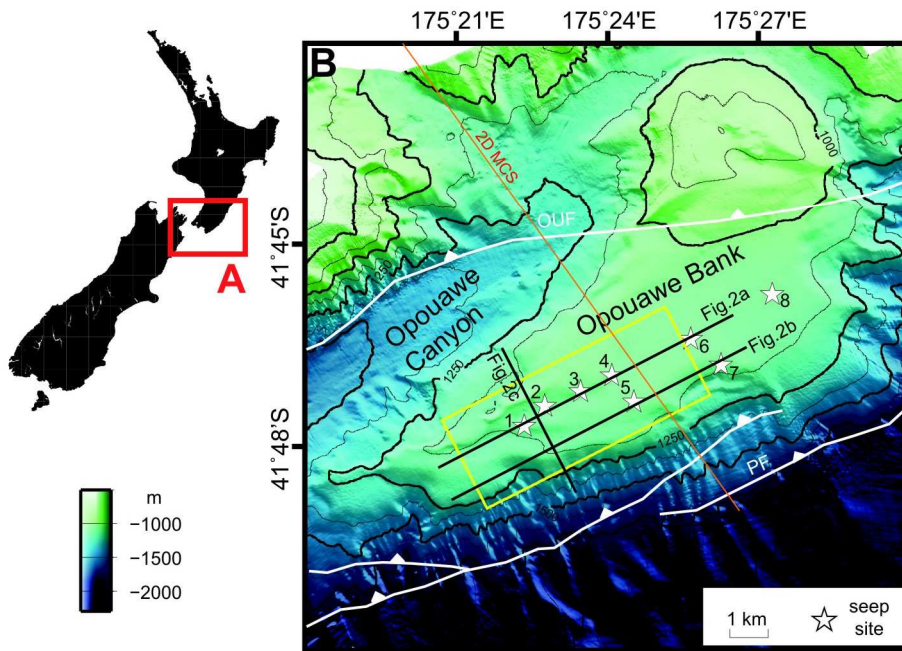 175°21'E
175°24'E
175°27'E
B
2D MCS
1000
OUF
41°45'S
A
Opouawe Bank
Opouawe
Canyon
8
Fig.2a
1250
Fig.2c
4
6
Fig.2b
3
2
5
7
1
41°48'S
1250
PF
m
−1000
−1500
−2000
1 km
seep
site